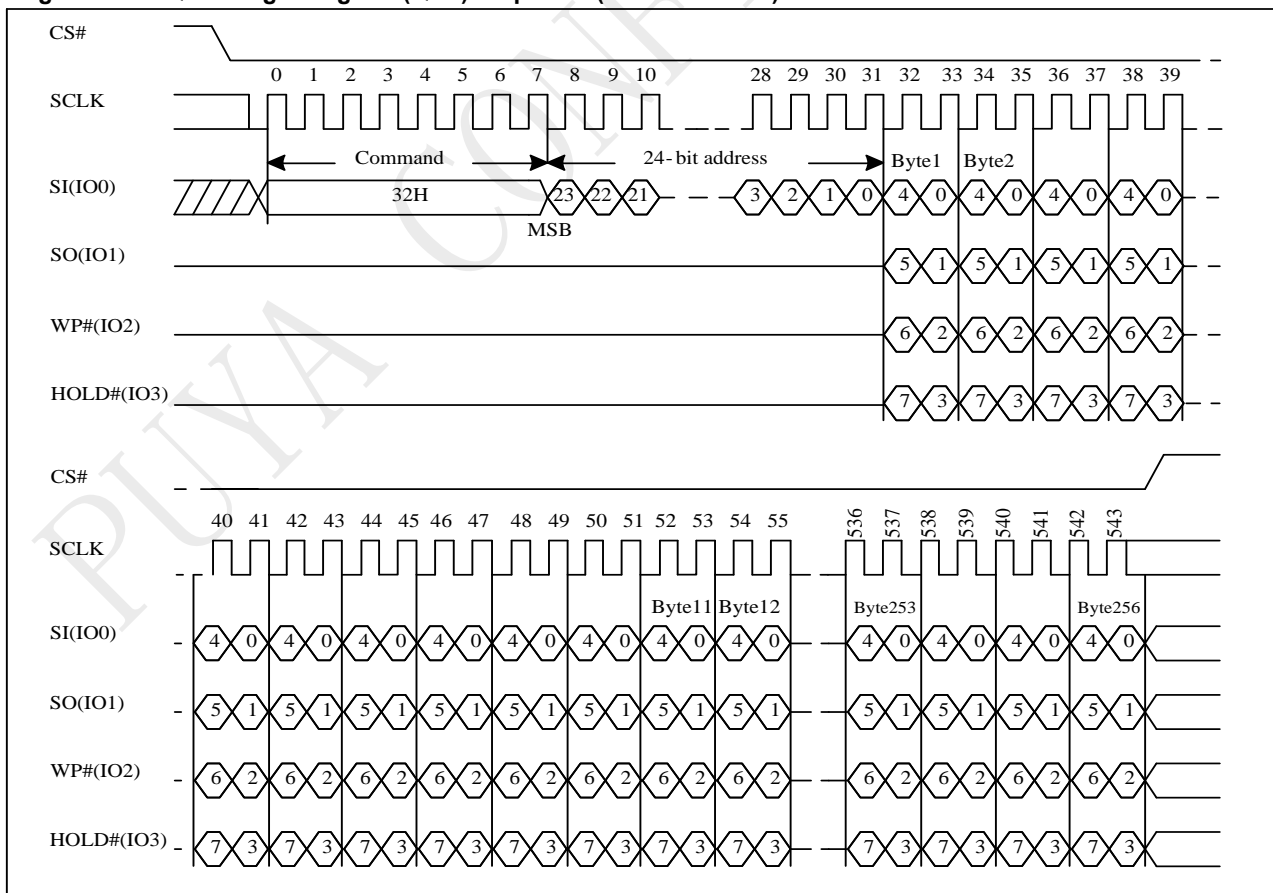 CS#
0 1 2 3 4 5 6 7 8 9 10 28 29 30 31 32 33 34 35 36 37 38 39
SCLK
Command 24-bit address Byte1 Byte2
SI(IO0) 32H 23 22 21 3 2 1 0 4 0 4 0 4 0 4 0
MSB
SO(IO1) 5 1 5 1 5 1 5 1
WP#(IO2) 6 2 6 2 6 2 6 2
HOLD#(IO3) 7 3 7 3 7 3 7 3
CS#
40 41 42 43 44 45 46 47 48 49 50 51 52 53 54 55 536 537 538 539 540 541 542 543
SCLK
Byte11 Byte12 Byte253 Byte256
SI(IO0) 4 0 4 0 4 0 4 0 4 0 4 0 4 0 4 0 4 0 4 0 4 0 4 0
SO(IO1) 5 1 5 1 5 1 5 1 5 1 5 1 5 1 5 1 5 1 5 1 5 1 5 1
WP#(IO2) 6 2 6 2 6 2 6 2 6 2 6 2 6 2 6 2 6 2 6 2 6 2 6 2
HOLD#(IO3) 7 3 7 3 7 3 7 3 7 3 7 3 7 3 7 3 7 3 7 3 7 3 7 3
PUYA CONF